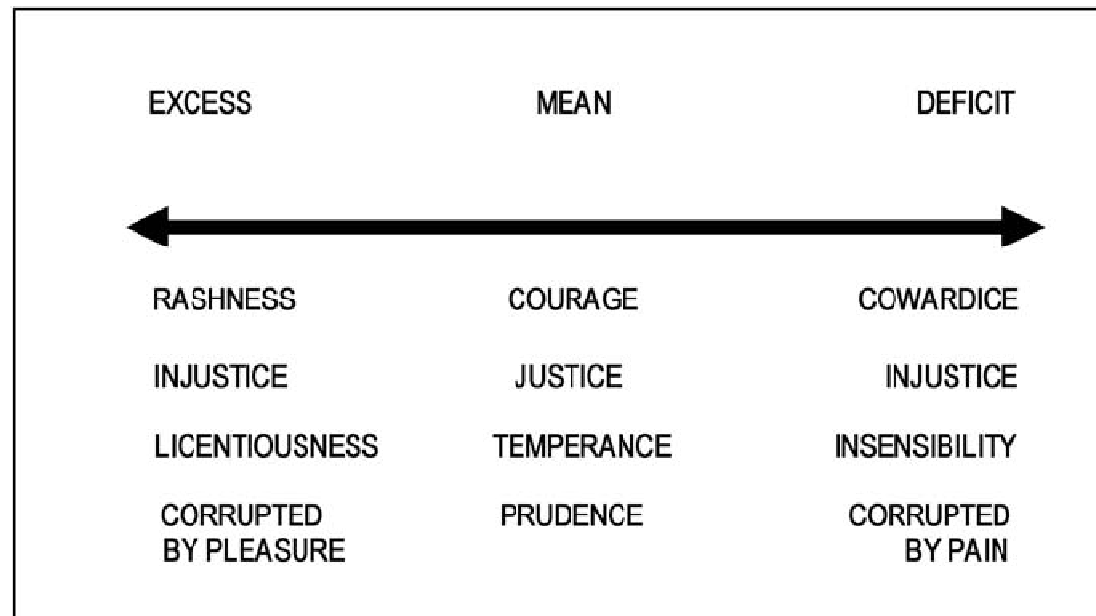 EXCESS MEAN DEFICIT
RASHNESS COURAGE COWARDICE
INJUSTICE JUSTICE INJUSTICE
LICENTIOUSNESS TEMPERANCE INSENSIBILITY
CORRUPTED PRUDENCE CORRUPTED
BY PLEASURE BY PAIN